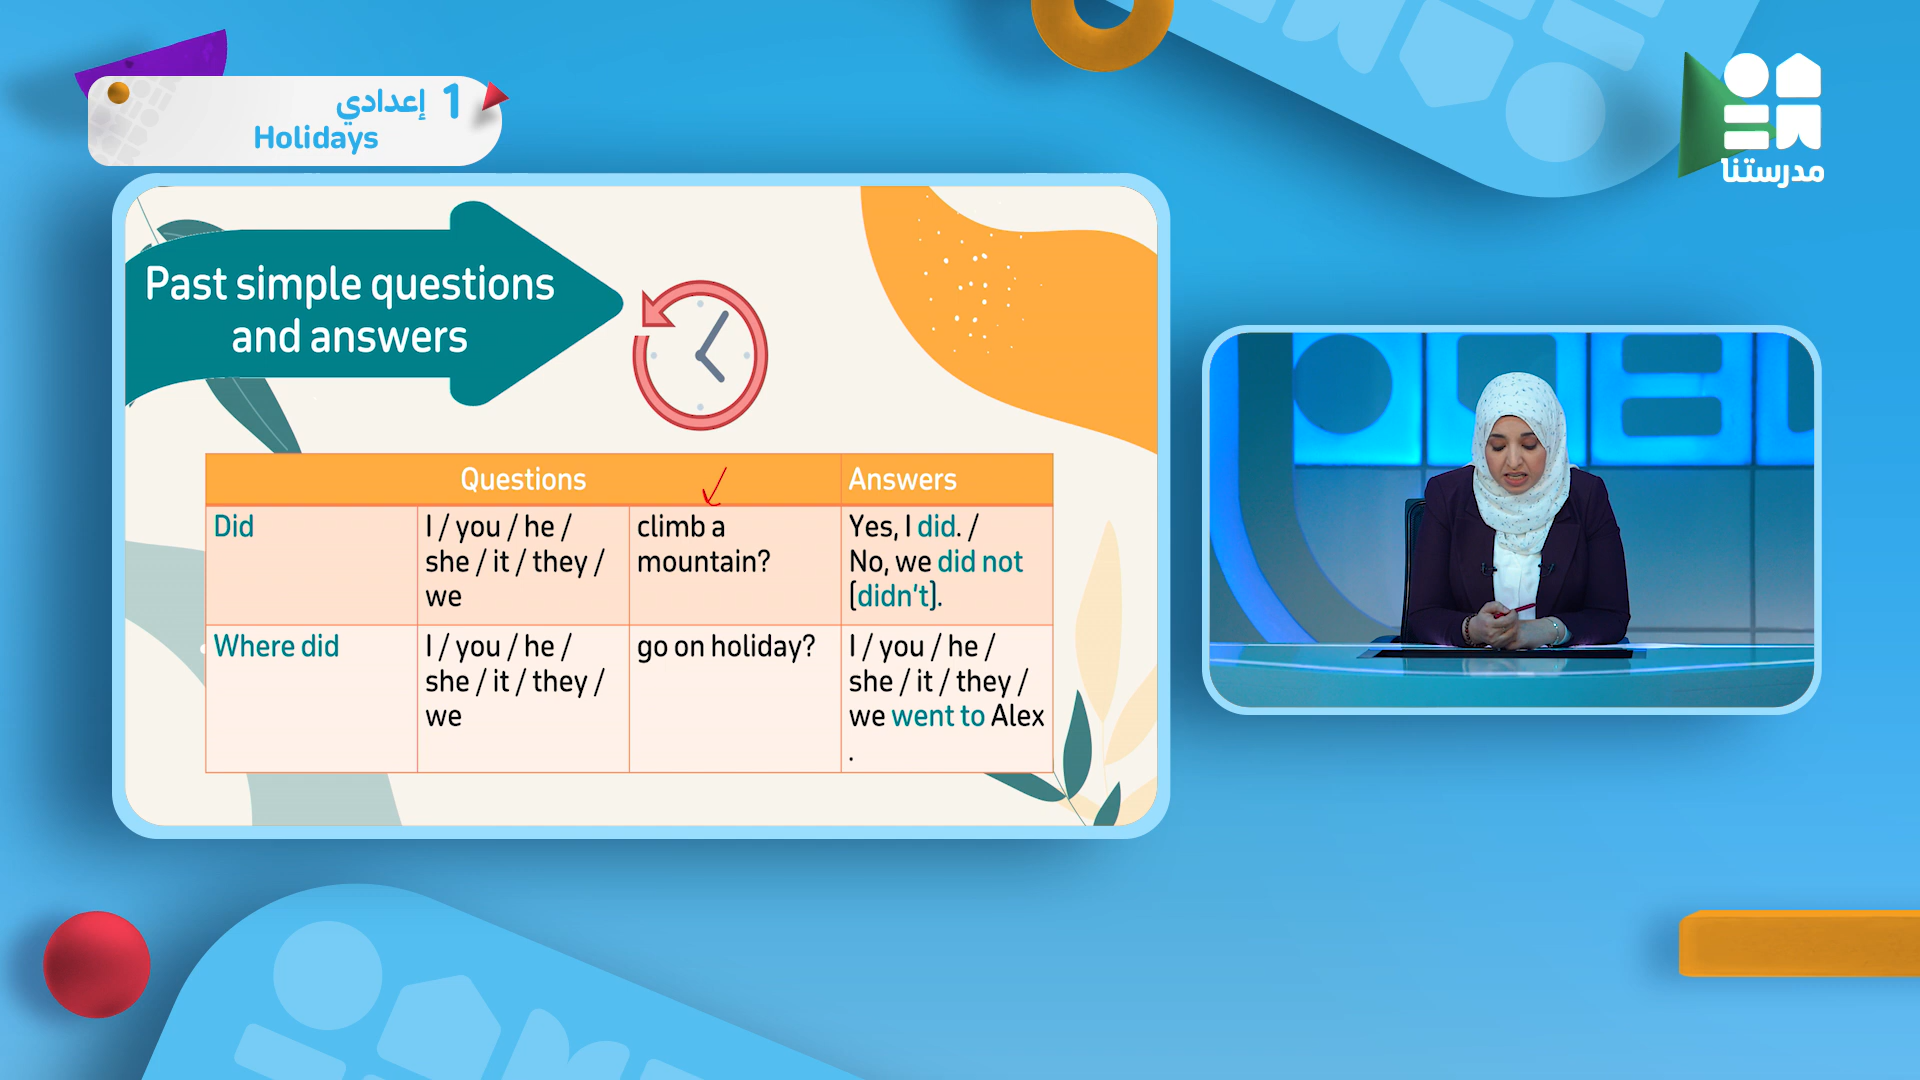 1 إعدادي
Holidays
مدرستنا
Past simple questions
and answers
Questions
Answers
Did
I / you / he /
she / it / they /
we
climb a
mountain?
Yes, I did. /
No, we did not
(didn't).
Where did
I / you / he /
she / it / they /
we
go on holiday?
I / you / he /
she / it / they /
we went to Alex
.